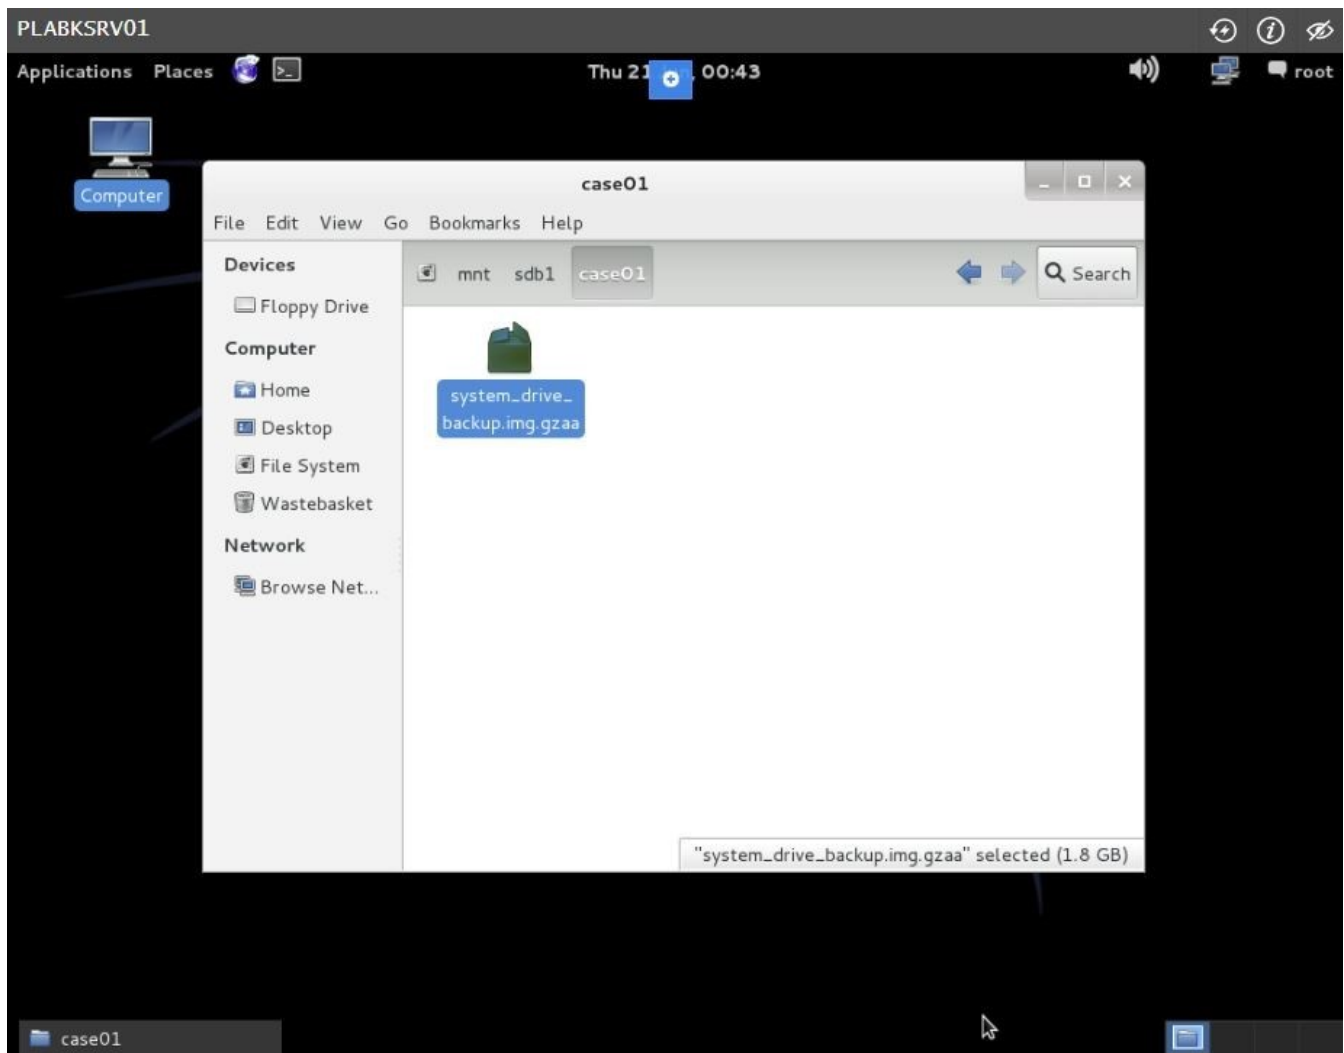 PLABKSRV01
Applications Places
Thu 21
, 00:43
root
Computer
case01
File Edit View Go Bookmarks Help
Devices
Floppy Drive
Computer
Home
Desktop
File System
Wastebasket
Network
Browse Net...
mnt sdb1 case01
Search
system_drive_
backup.img.gzaa
"system_drive_backup.img.gzaa" selected (1.8 GB)
case01